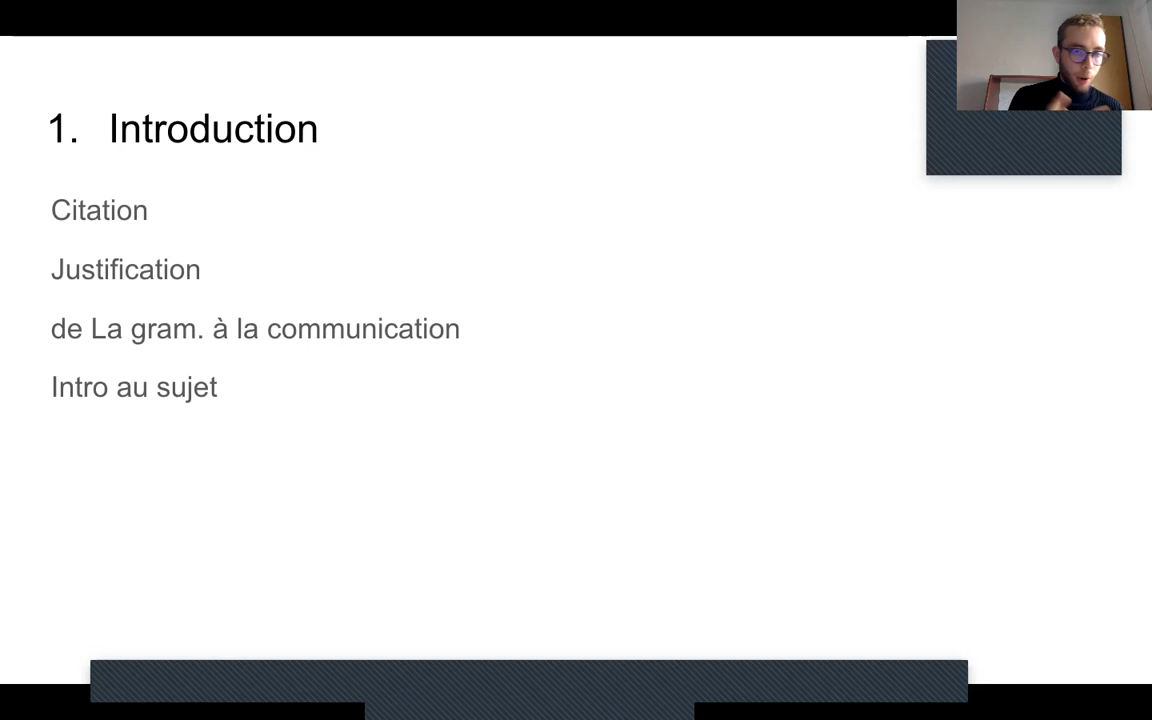 1. Introduction
Citation
Justification
de La gram. à la communication
Intro au sujet